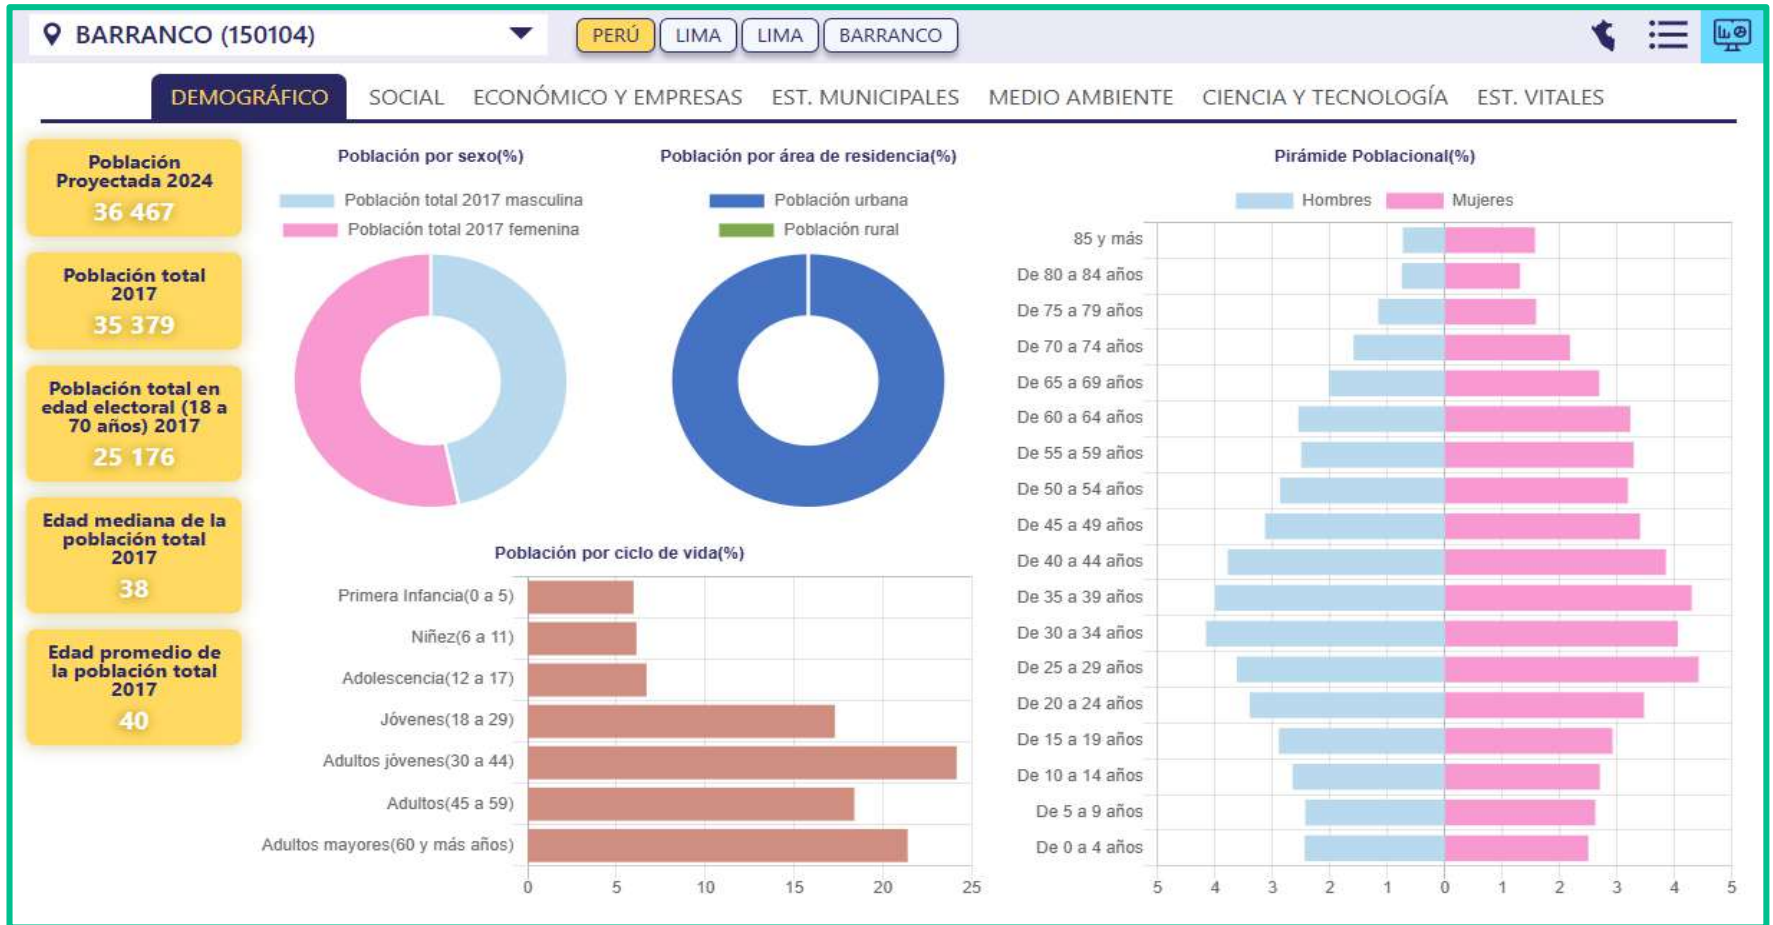 BARRANCO (150104)
PERÚ
LIMA
LIMA
BARRANCO
DEMOGRÁFICO
SOCIAL
ECONÓMICO Y EMPRESAS
EST. MUNICIPALES
MEDIO AMBIENTE
CIENCIA Y TECNOLOGÍA
EST. VITALES
Población
Proyectada 2024
36 467
Población total
2017
35 379
Población total en
edad electoral (18 a
70 años) 2017
25 176
Edad mediana de la
población total
2017
38
Edad promedio de
la población total
2017
40
Población por sexo(%)
Población total 2017 masculina
Población total 2017 femenina
Población por área de residencia(%)
Población urbana
Población rural
Población por ciclo de vida(%)
Primera Infancia(0 a 5)
Niñez(6 a 11)
Adolescencia(12 a 17)
Jóvenes(18 a 29)
Adultos jóvenes(30 a 44)
Adultos(45 a 59)
Adultos mayores(60 y más años)
0 5 10 15 20 25
Pirámide Poblacional(%)
Hombres
Mujeres
85 y más
De 80 a 84 años
De 75 a 79 años
De 70 a 74 años
De 65 a 69 años
De 60 a 64 años
De 55 a 59 años
De 50 a 54 años
De 45 a 49 años
De 40 a 44 años
De 35 a 39 años
De 30 a 34 años
De 25 a 29 años
De 20 a 24 años
De 15 a 19 años
De 10 a 14 años
De 5 a 9 años
De 0 a 4 años
5 4 3 2 1 0 1 2 3 4 5